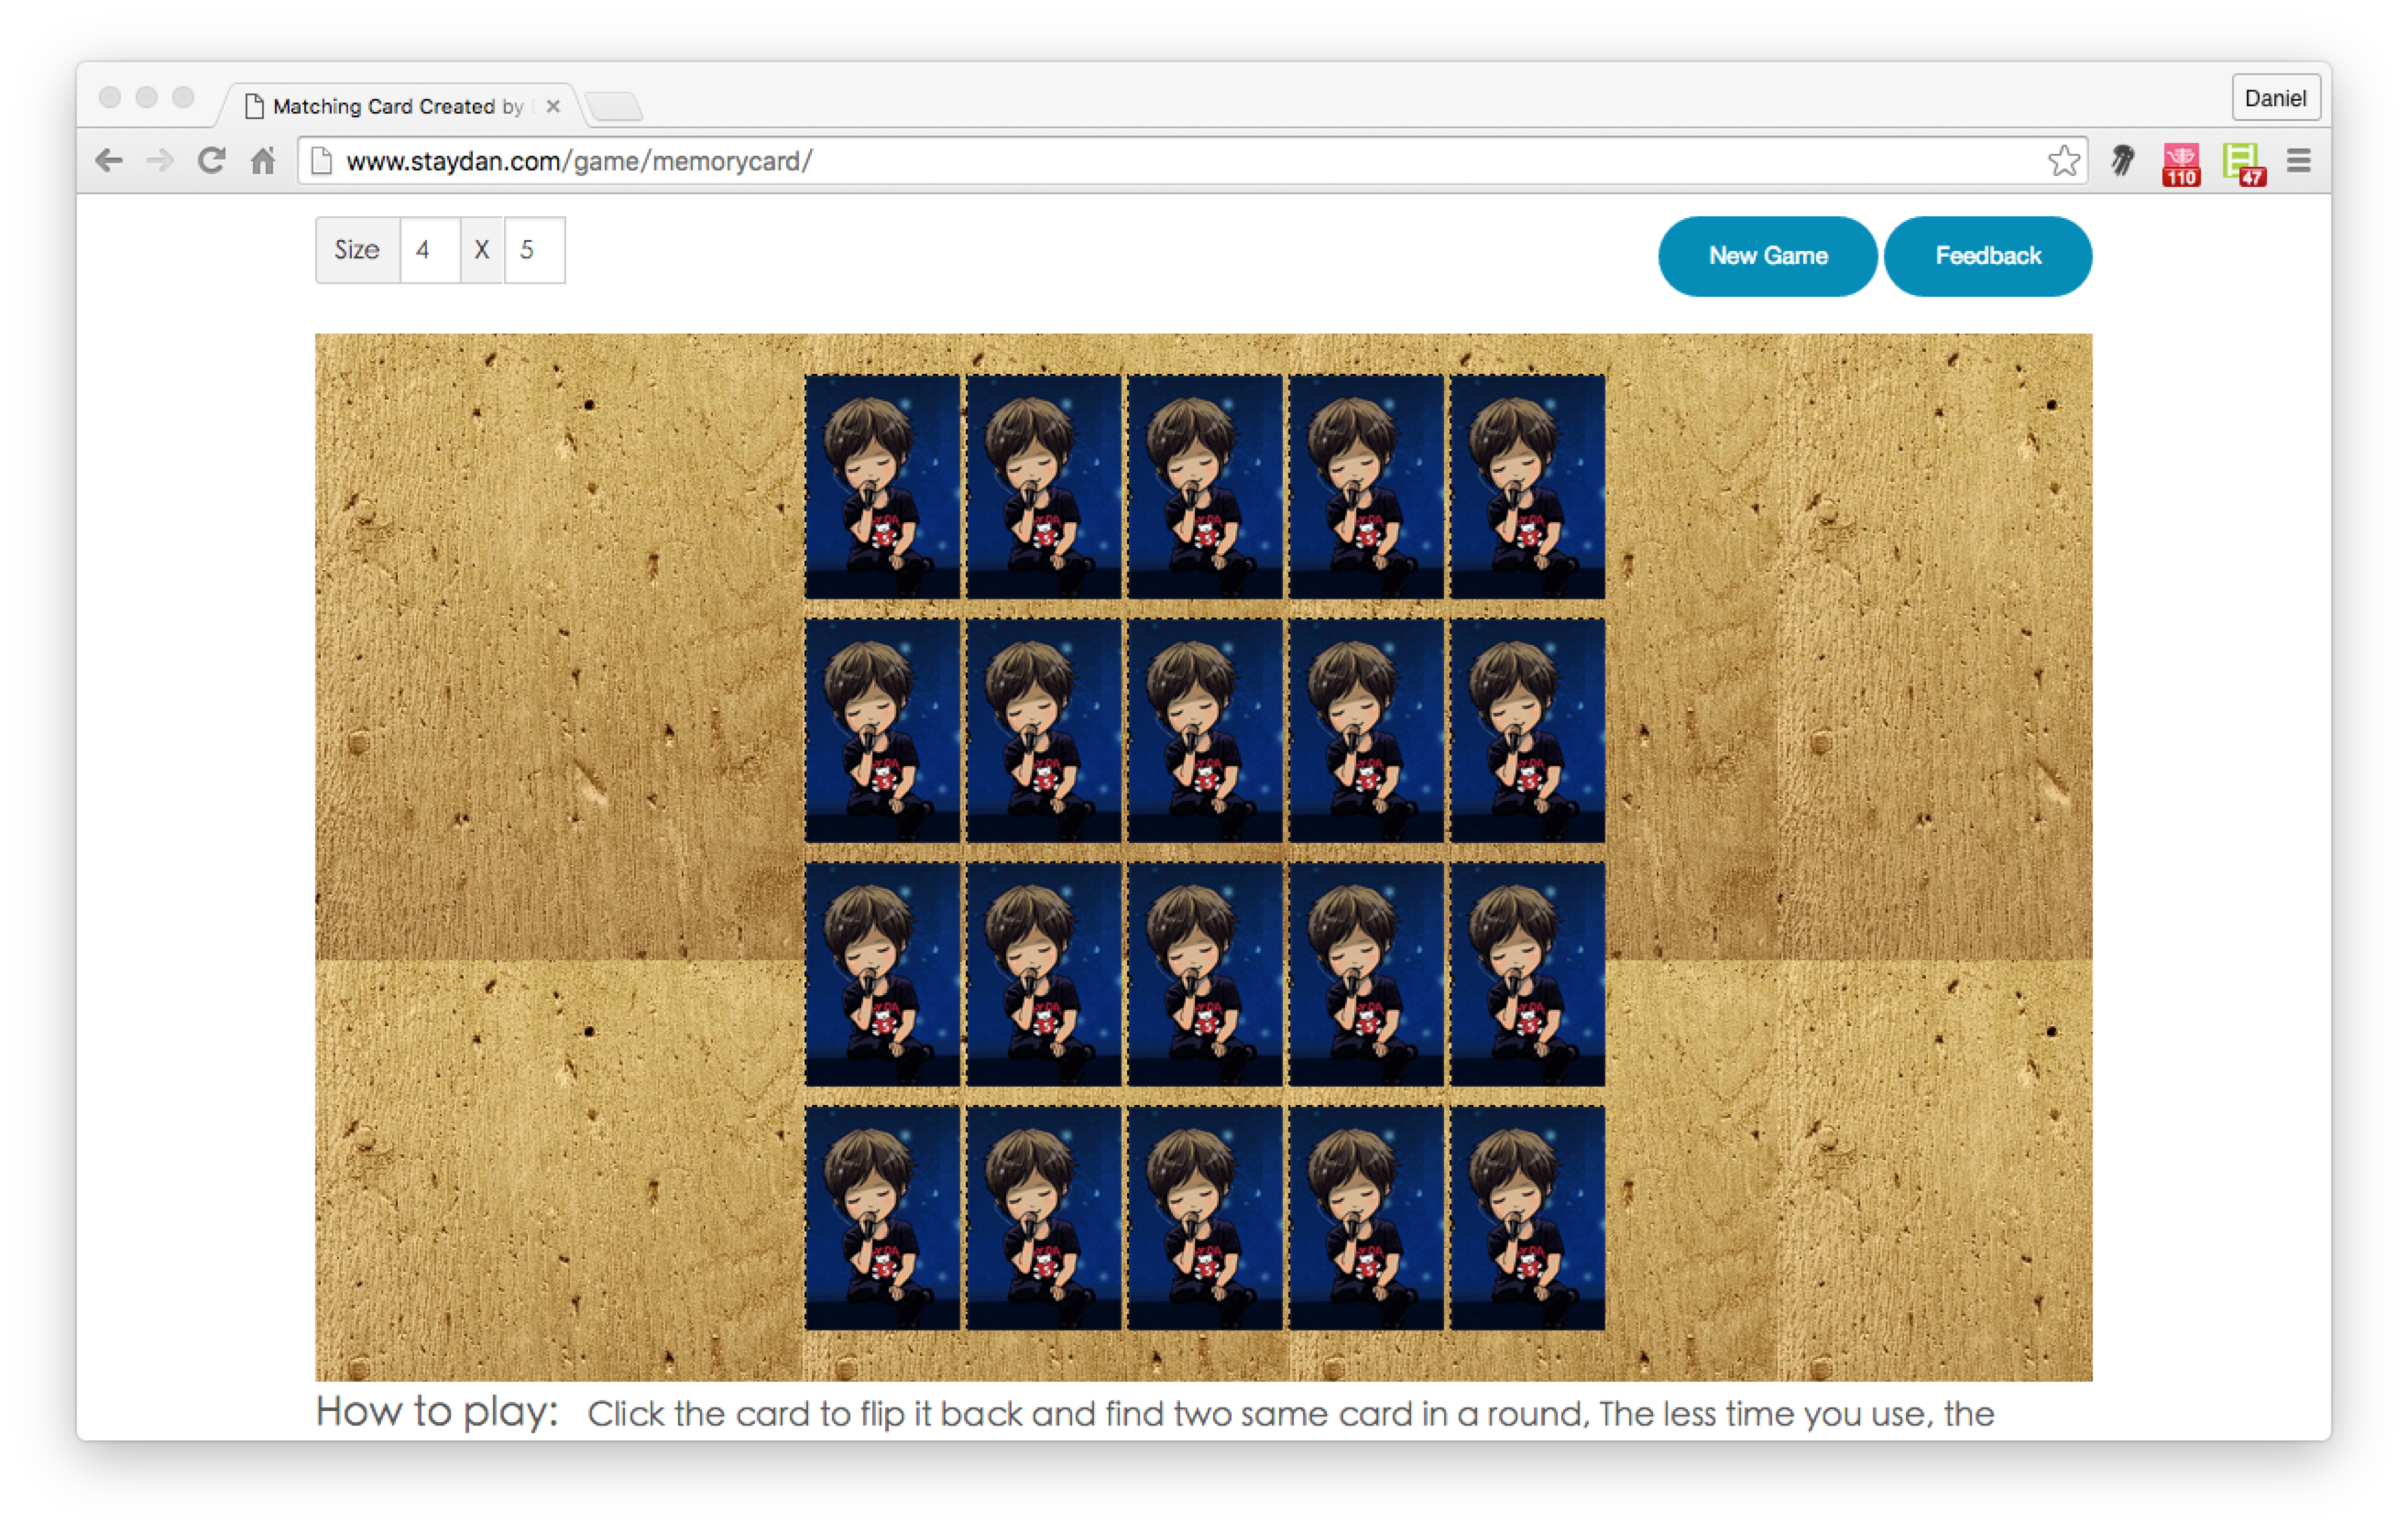 Matching Card Created by
Daniel
www.staydan.com/game/memorycard/
110
47
Size 4 X 5
New Game
Feedback
How to play: Click the card to flip it back and find two same card in a round, The less time you use, the